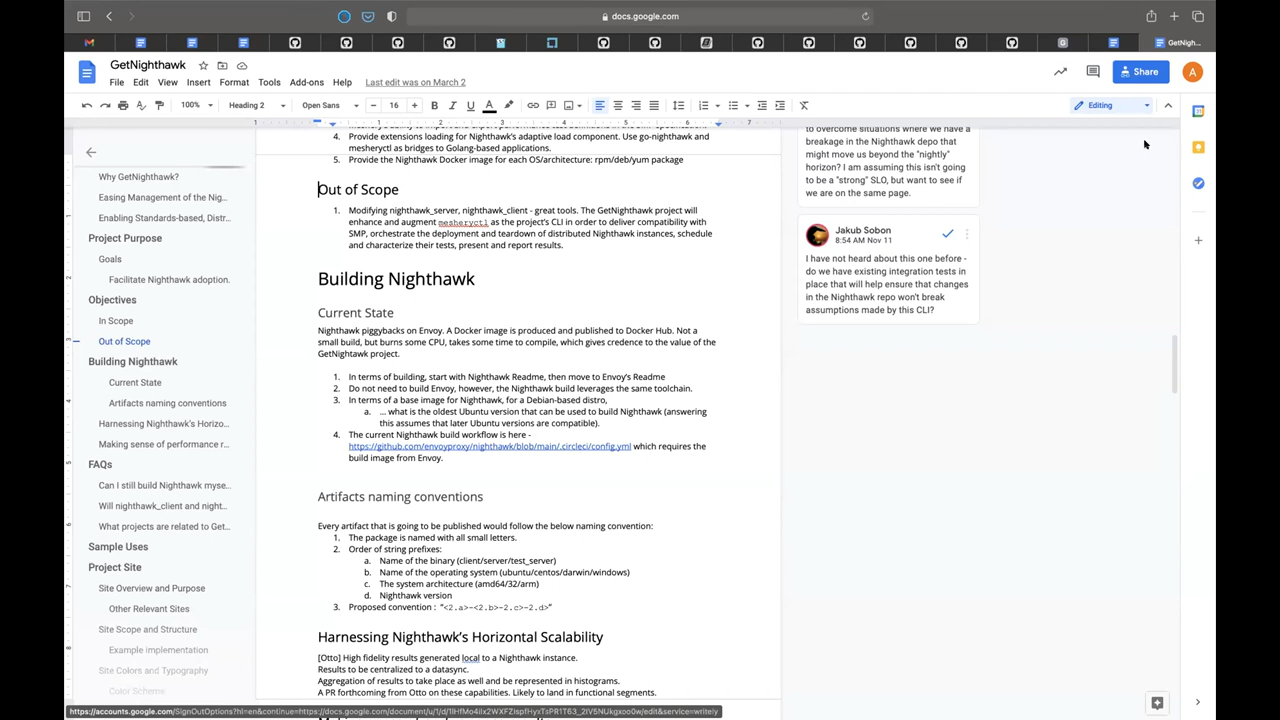 docs.google.com
GetNigh...
GetNighthawk
File Edit View Insert Format Tools Add-ons Help Last edit was on March 2
Share
A
100% Heading 2 Open Sans 16 Editing
1 1 2 3 4 5 6 7
Why GetNighthawk?
Easing Management of the Nig...
Enabling Standards-based, Distr...
Project Purpose
Goals
Facilitate Nighthawk adoption.
Objectives
In Scope
Out of Scope
Building Nighthawk
Current State
Artifacts naming conventions
Harnessing Nighthawk's Horizo...
Making sense of performance r...
FAQs
Can I still build Nighthawk myse...
Will nighthawk_client and night...
What projects are related to Get...
Sample Uses
Project Site
Site Overview and Purpose
Other Relevant Sites
Site Scope and Structure
Example implementation
Site Colors and Typography
Color Schems
4. Provide extensions loading for Nighthawk's adaptive load component. Use go-nighthawk and
mesheryctl as bridges to Golang-based applications.
5. Provide the Nighthawk Docker image for each OS/architecture: rpm/deb/yum package
Out of Scope
1. Modifying nighthawk_server, nighthawk_client - great tools. The GetNighthawk project will
enhance and augment mesheryctl as the project's CLI in order to deliver compatibility with
SMP, orchestrate the deployment and teardown of distributed Nighthawk instances, schedule
and characterize their tests, present and report results.
Building Nighthawk
Current State
Nighthawk piggybacks on Envoy. A Docker image is produced and published to Docker Hub. Not a
small build, but burns some CPU, takes some time to compile, which gives credence to the value of the
GetNightawk project.
1. In terms of building, start with Nighthawk Readme, then move to Envoy's Readme
2. Do not need to build Envoy, however, the Nighthawk build leverages the same toolchain.
3. In terms of a base image for Nighthawk, for a Debian-based distro,
a. ... what is the oldest Ubuntu version that can be used to build Nighthawk (answering
this assumes that later Ubuntu versions are compatible).
4. The current Nighthawk build workflow is here -
https://github.com/envoyproxy/nighthawk/blob/main/.circleci/config.yml which requires the
build image from Envoy.
Artifacts naming conventions
Every artifact that is going to be published would follow the below naming convention:
1. The package is named with all small letters.
2. Order of string prefixes:
a. Name of the binary (client/server/test_server)
b. Name of the operating system (ubuntu/centos/darwin/windows)
c. The system architecture (amd64/32/arm)
d. Nighthawk version
3. Proposed convention : "<2.a>-<2.b>-2.c>-2.d>"
Harnessing Nighthawk's Horizontal Scalability
[Otto] High fidelity results generated local to a Nighthawk instance.
Results to be centralized to a datasync.
Aggregation of results to take place as well and be represented in histograms.
A PR forthcoming from Otto on these capabilities. Likely to land in functional segments.
to overcome situations where we have a
breakage in the Nighthawk depo that
might move us beyond the "nightly"
horizon? I am assuming this isn't going
to be a "strong" SLO, but want to see if
we are on the same page.
Jakub Sobon
8:54 AM Nov 11
I have not heard about this one before -
do we have existing integration tests in
place that will help ensure that changes
in the Nighthawk repo won't break
assumptions made by this CLI?